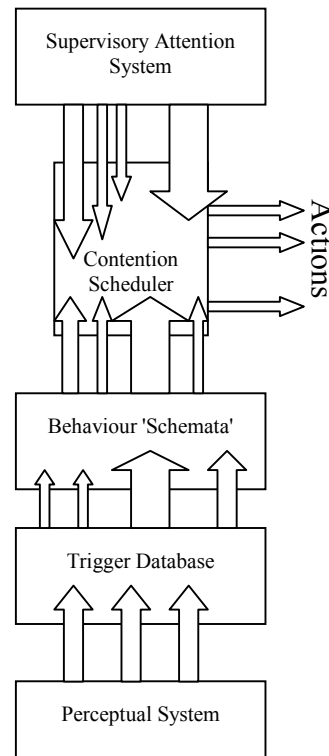 Supervisory Attention
System
Contention
Scheduler
Actions
Behaviour 'Schemata'
Trigger Database
Perceptual System